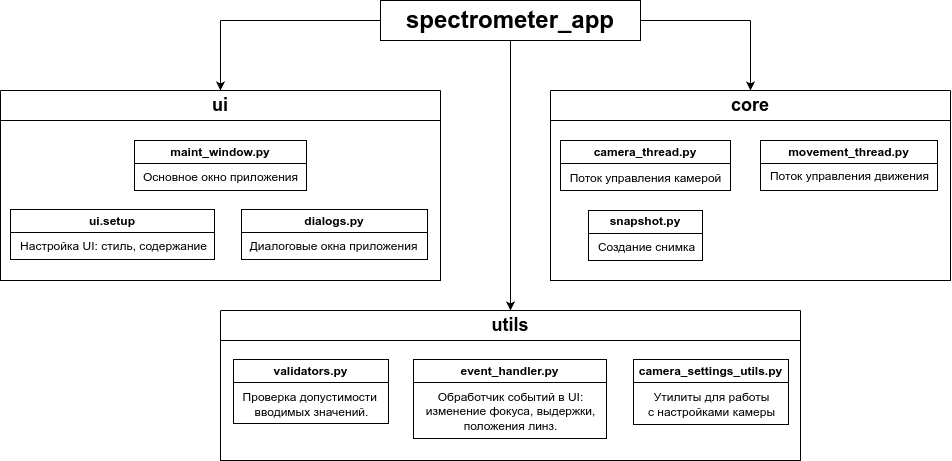 spectrometer_app
ui
maint_window.py
Основное окно приложения
ui.setup
Настройка UI: стиль, содержание
dialogs.py
Диалоговые окна приложения
core
camera_thread.py
Поток управления камерой
movement_thread.py
Поток управления движения
snapshot.py
Создание снимка
utils
validators.py
Проверка допустимости
вводимых значений.
event_handler.py
Обработчик событий в UI:
изменение фокуса, выдержки,
положения линз.
camera_settings_utils.py
Утилиты для работы
с настройками камеры